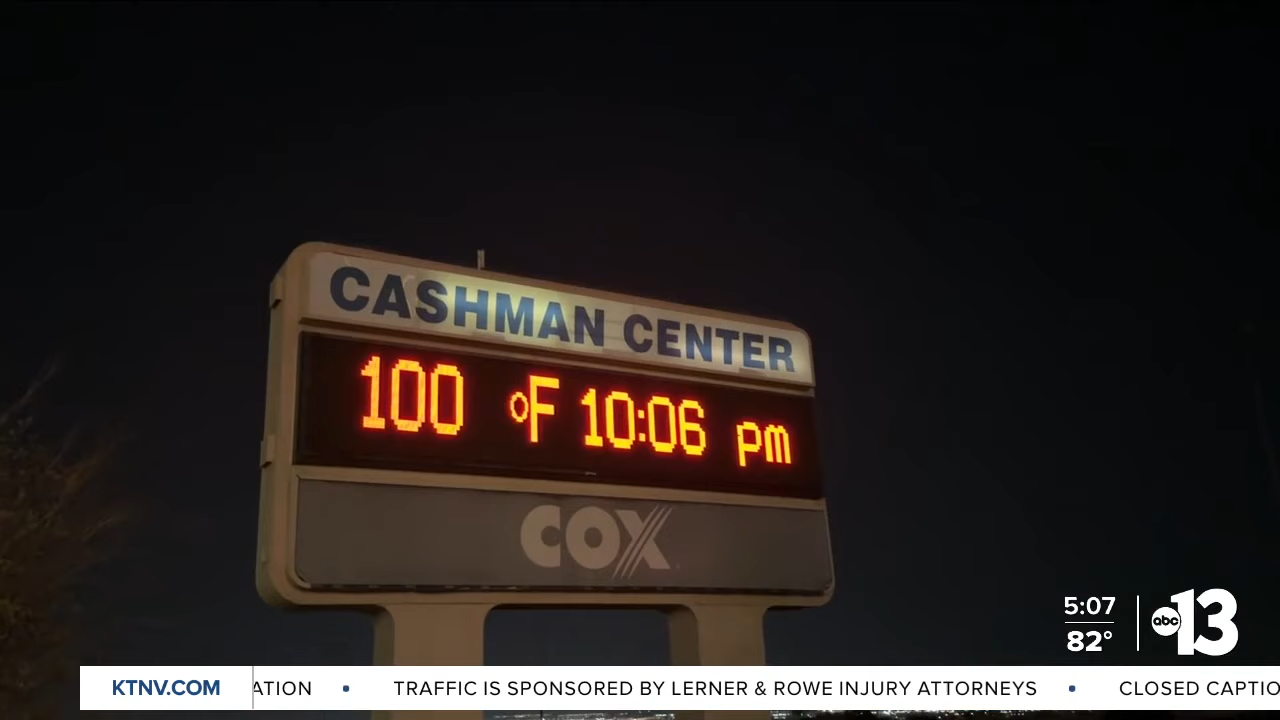 CASHMAN CENTER
100 °F 10:06 pm
COX
5:07
82°
abc 13
KTNV.COM
ATION • TRAFFIC IS SPONSORED BY LERNER & ROWE INJURY ATTORNEYS • CLOSED CAPTIO